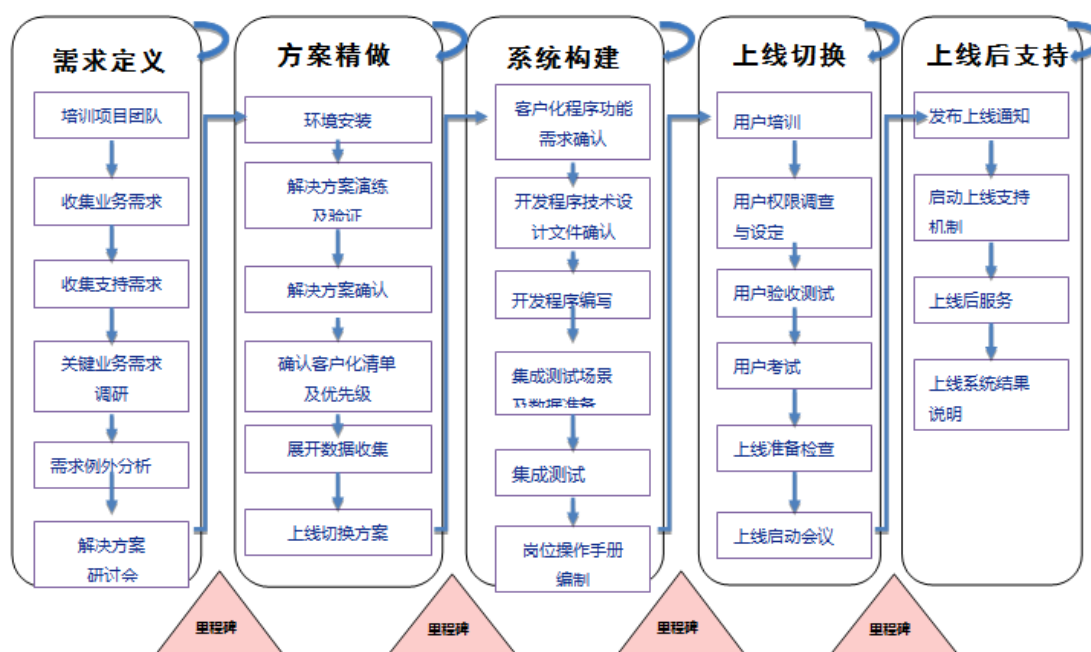 需求定义
培训项目团队
收集业务需求
收集支持需求
关键业务需求
调研
需求例外分析
解决方案
研讨会
方案精做
环境安装
解决方案演练
及验证
解决方案确认
确认客户化清单
及优先级
展开数据收集
上线切换方案
系统构建
客户化程序功能
需求确认
开发程序技术设
计文件确认
开发程序编写
集成测试场景
及数据准备
集成测试
岗位操作手册
编制
上线切换
用户培训
用户权限调查
与设定
用户验收测试
用户考试
上线准备检查
上线启动会议
上线后支持
发布上线通知
启动上线支持
机制
上线后服务
上线系统结果
说明
里程碑
里程碑
里程碑
里程碑